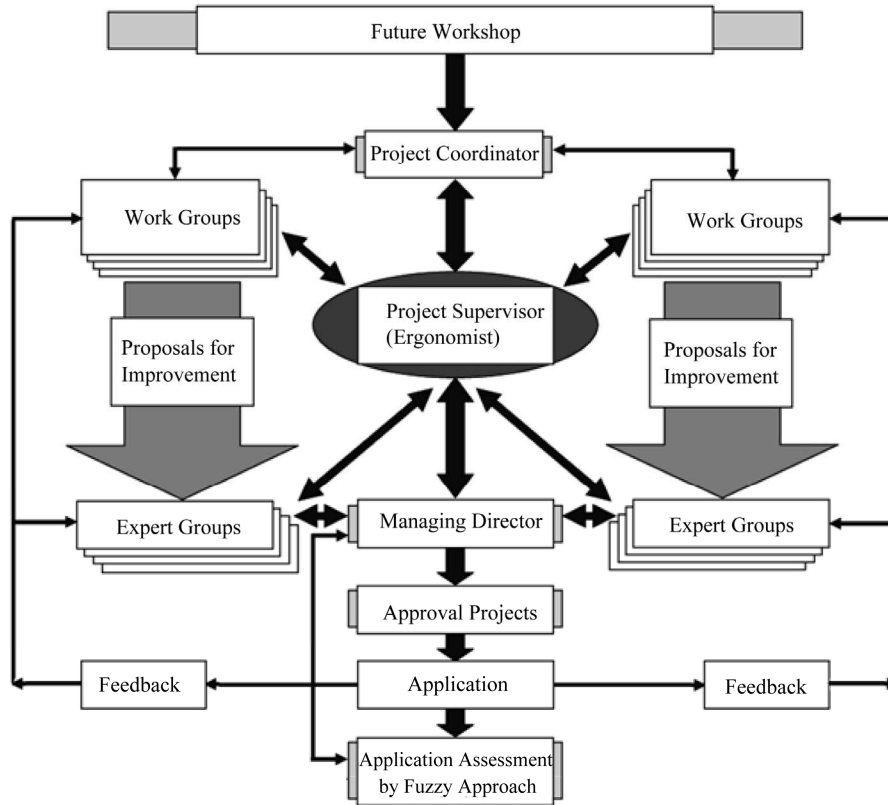 Future Workshop
Project Coordinator
Work Groups
Work Groups
Project Supervisor
(Ergonomist)
Proposals for
Improvement
Proposals for
Improvement
Expert Groups
Managing Director
Expert Groups
Approval Projects
Feedback
Application
Feedback
Application Assessment
by Fuzzy Approach